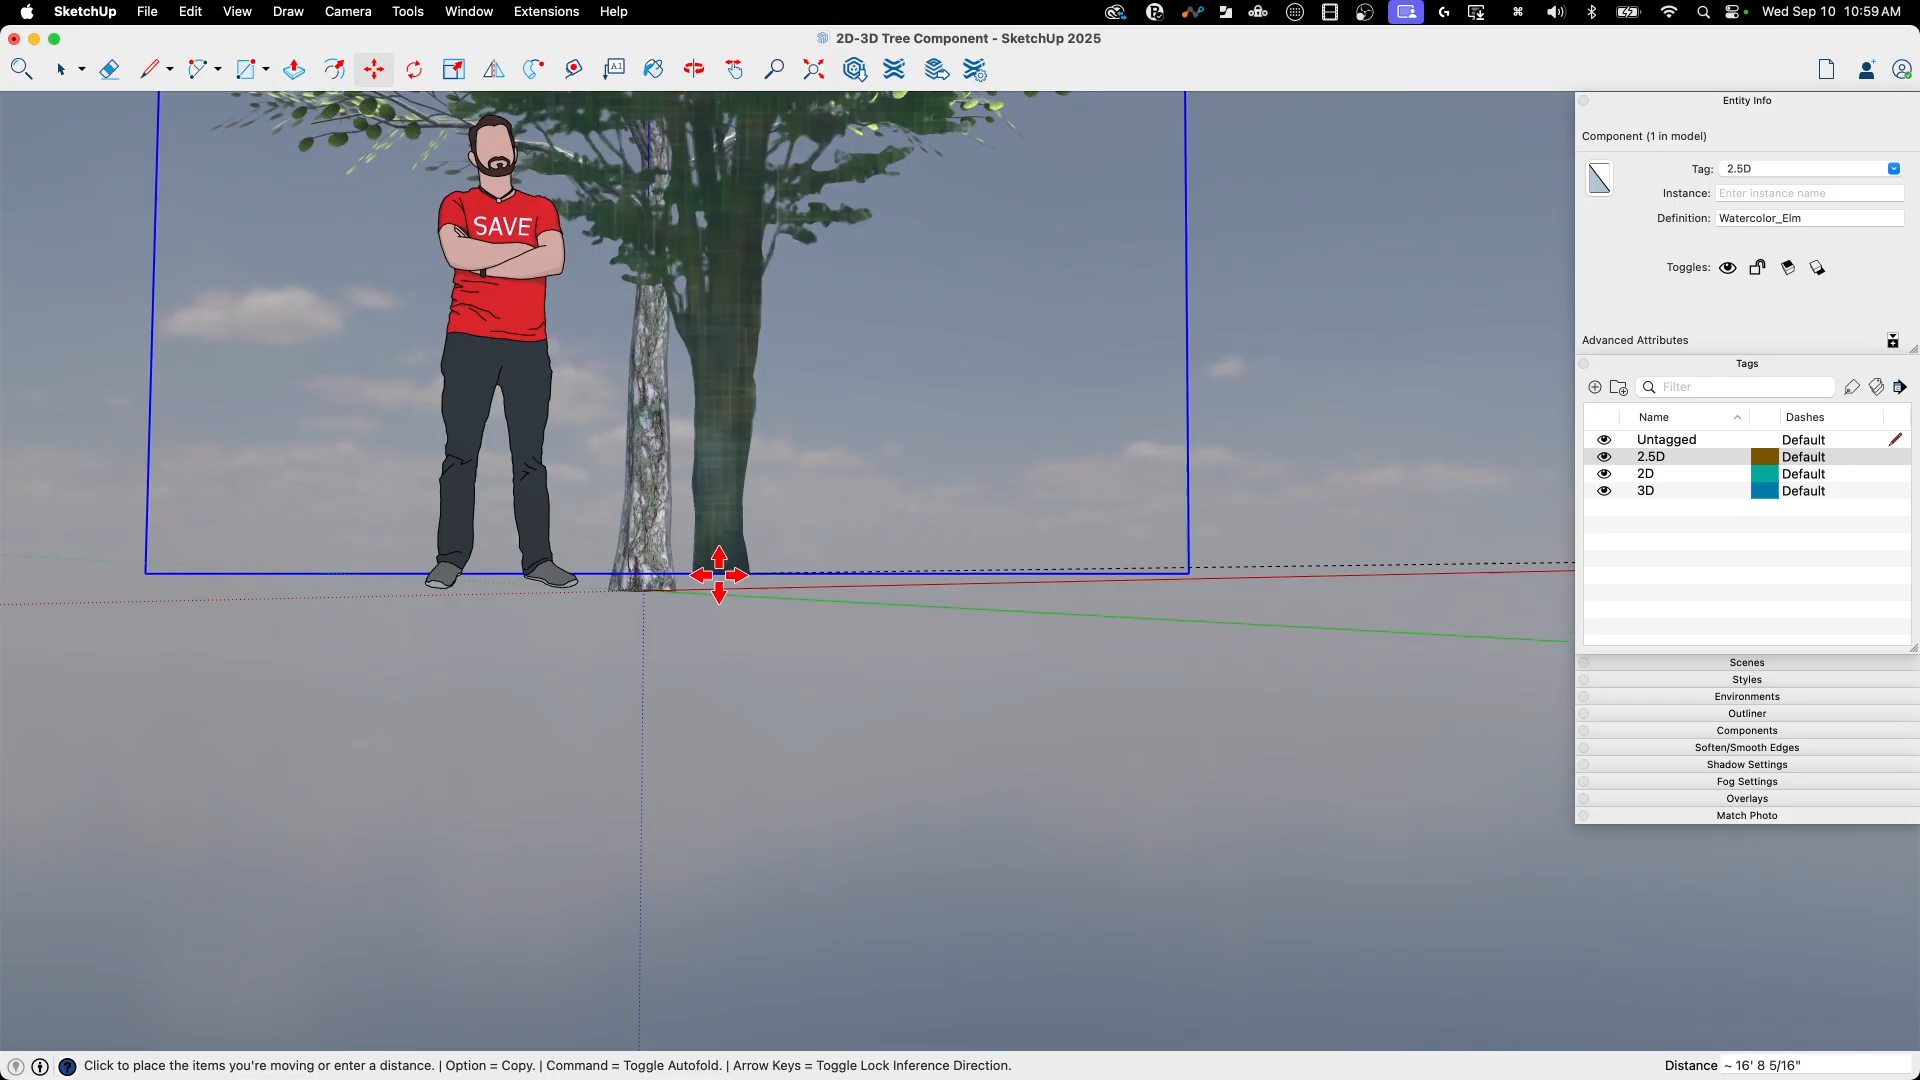 SketchUp File Edit View Draw Camera Tools Window Extensions Help Wed Sep 10 10:59 AM
2D-3D Tree Component - SketchUp 2025
A1
Entity Info
Component (1 in model)
Tag: 2.5D
Instance: Enter instance name
Definition: Watercolor_Elm
Toggles:
Advanced Attributes
Tags
Filter
Name Dashes
Untagged Default
2.5D Default
2D Default
3D Default
Scenes
Styles
Environments
Outliner
Components
Soften/Smooth Edges
Shadow Settings
Fog Settings
Overlays
Match Photo
SAVE
Click to place the items you're moving or enter a distance. | Option = Copy. | Command = Toggle Autofold. | Arrow Keys = Toggle Lock Inference Direction.
Distance ~ 16' 8 5/16"